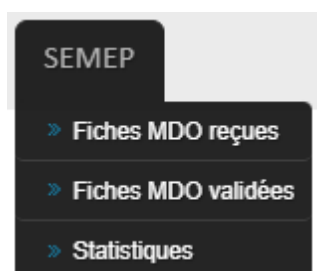 SEMEP
» Fiches MDO reçues
» Fiches MDO validées
» Statistiques